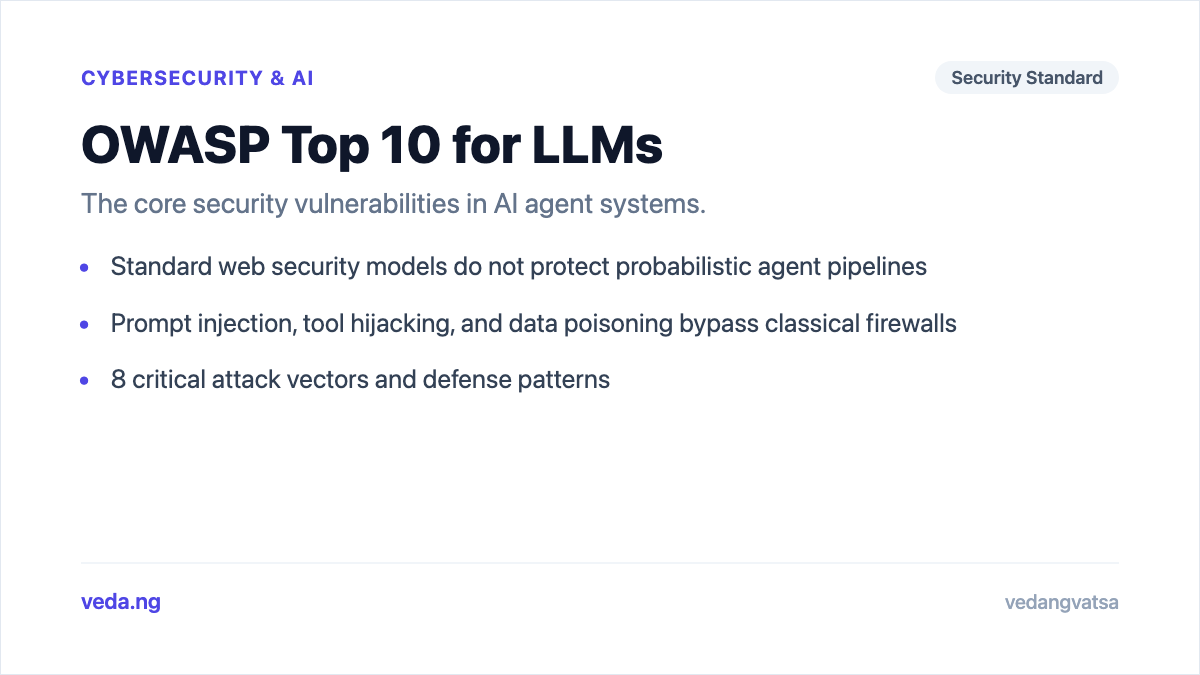 CYBERSECURITY & AI
Security Standard
OWASP Top 10 for LLMs
The core security vulnerabilities in AI agent systems.
• Standard web security models do not protect probabilistic agent pipelines
• Prompt injection, tool hijacking, and data poisoning bypass classical firewalls
• 8 critical attack vectors and defense patterns
veda.ng
vedangvatsa